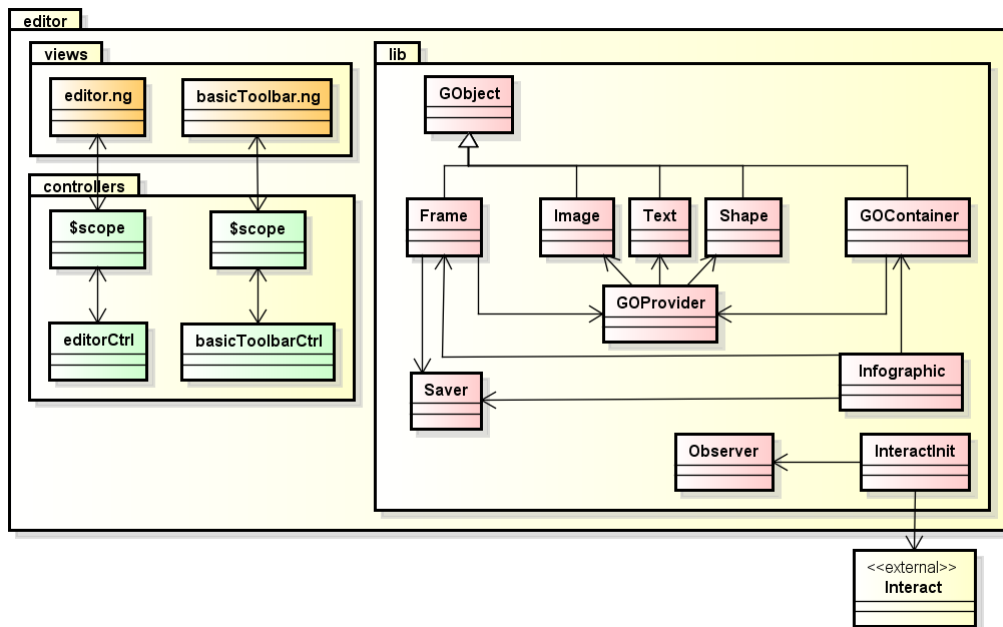 editor
views
lib
editor.ng
basicToolbar.ng
GObject
controllers
$scope
$scope
Frame
Image
Text
Shape
GOContainer
GOProvider
editorCtrl
basicToolbarCtrl
Infographic
Saver
Observer
InteractInit
<<external>>
Interact